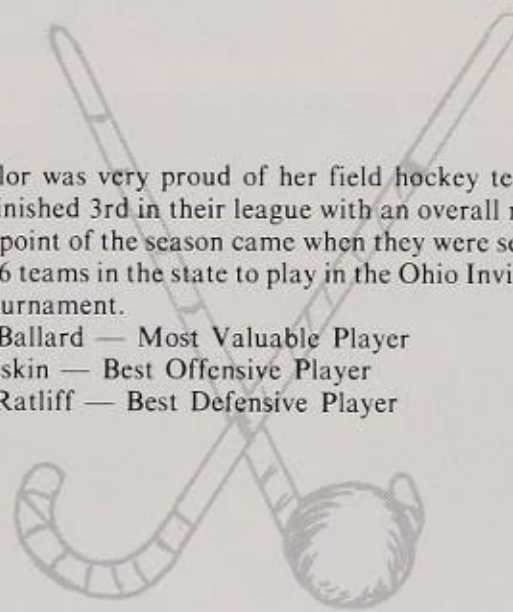 lor was very proud of her field hockey te
inished 3rd in their league with an overall
point of the season came when they were se
6 teams in the state to play in the Ohio Invi
urnament.
Ballard — Most Valuable Player
skin — Best Offensive Player
Ratliff — Best Defensive Player